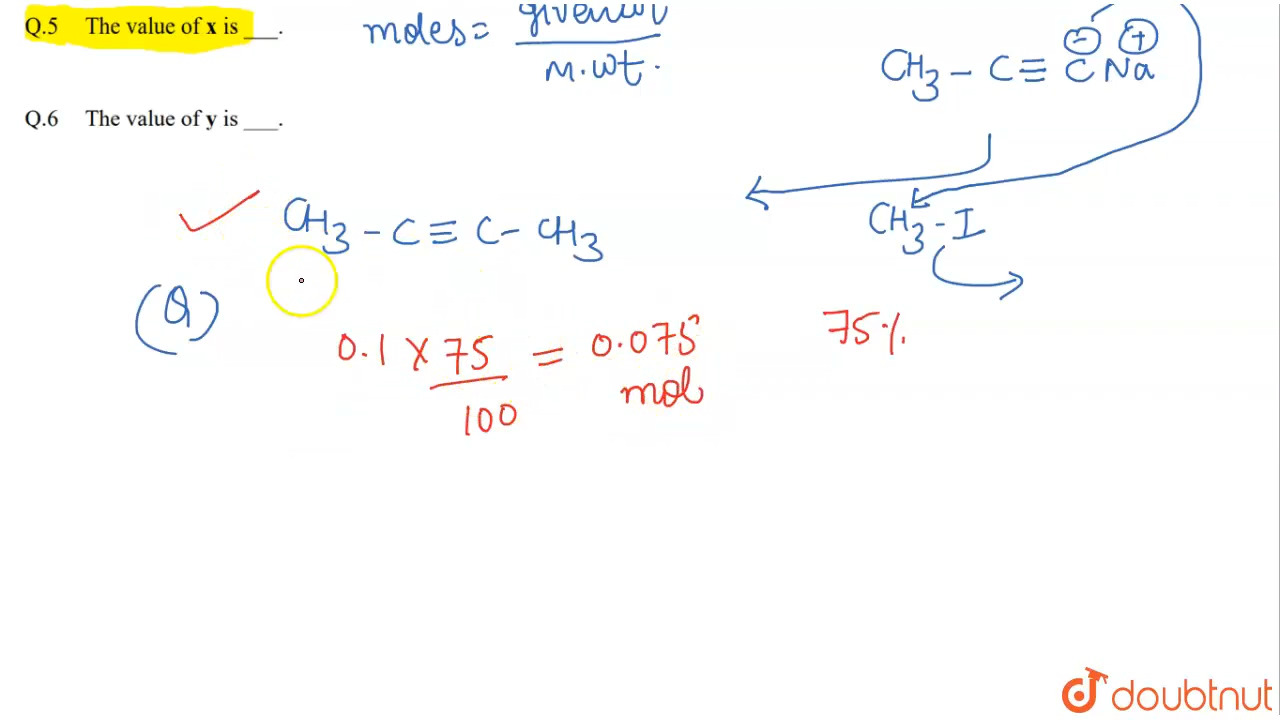 Q.5 The value of x is ___.
moles = given wt / M.wt.
CH3 - C ≡ C⊖ Na⊕
Q.6 The value of y is ___.
CH3 - C ≡ C - CH3
CH3 - I
(Q)
0.1 × 75/100 = 0.075 mol
75%
doubtnut